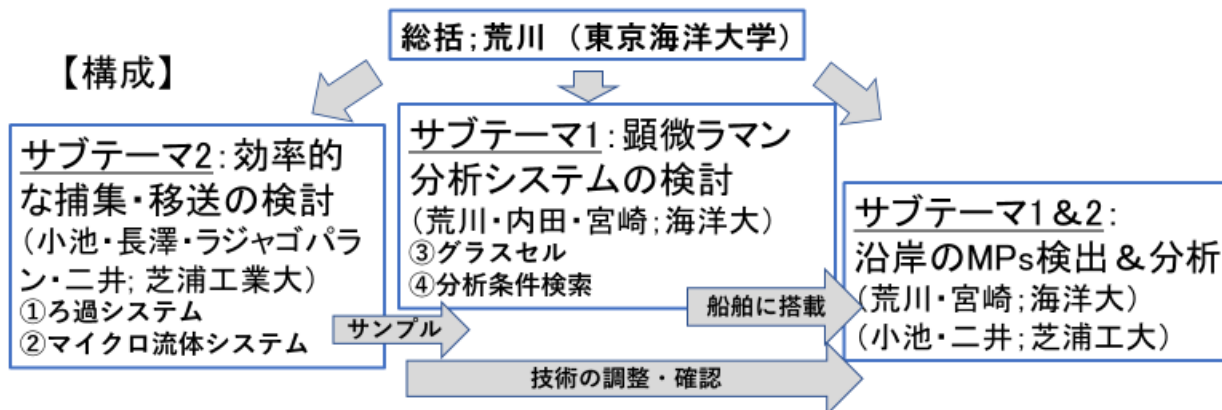 総括;荒川（東京海洋大学）
【構成】
サブテーマ2:効率的
な捕集・移送の検討
（小池・長澤・ラジャゴパラ
ン・二井;芝浦工業大）
①ろ過システム
②マイクロ流体システム
サンプル
サブテーマ1:顕微ラマン
分析システムの検討
（荒川・内田・宮崎;海洋大）
③グラスセル
④分析条件検索
船舶に搭載
サブテーマ1&2:
沿岸のMPs検出&分析
（荒川・宮崎;海洋大）
（小池・二井;芝浦工大）
技術の調整・確認